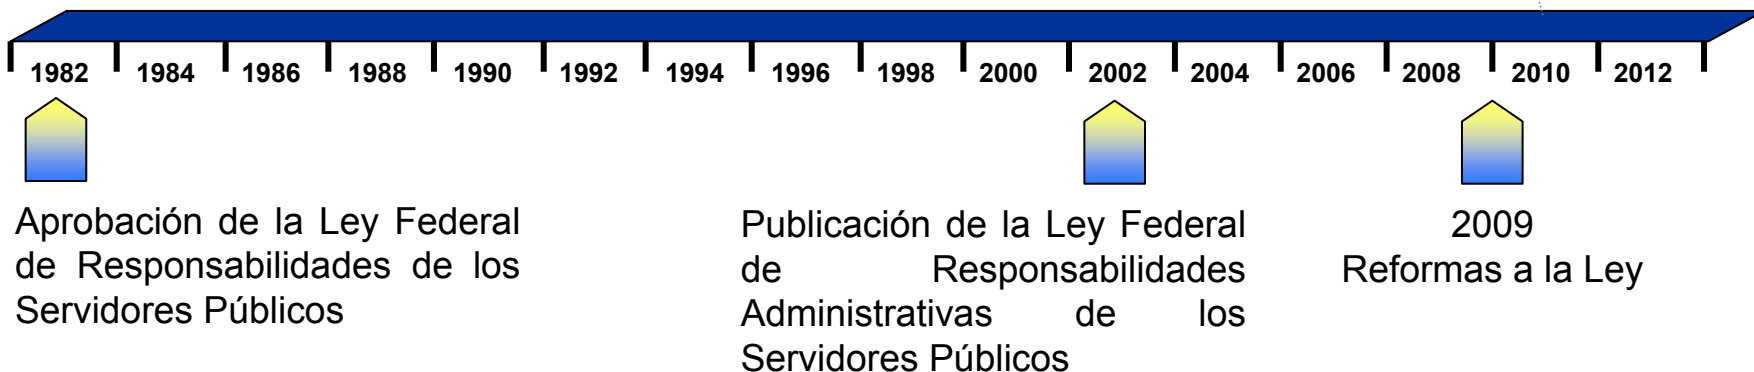 1982 1984 1986 1988 1990 1992 1994 1996 1998 2000 2002 2004 2006 2008 2010 2012
Aprobación de la Ley Federal
de Responsabilidades de los
Servidores Públicos
Publicación de la Ley Federal
de Responsabilidades
Administrativas de los
Servidores Públicos
2009
Reformas a la Ley